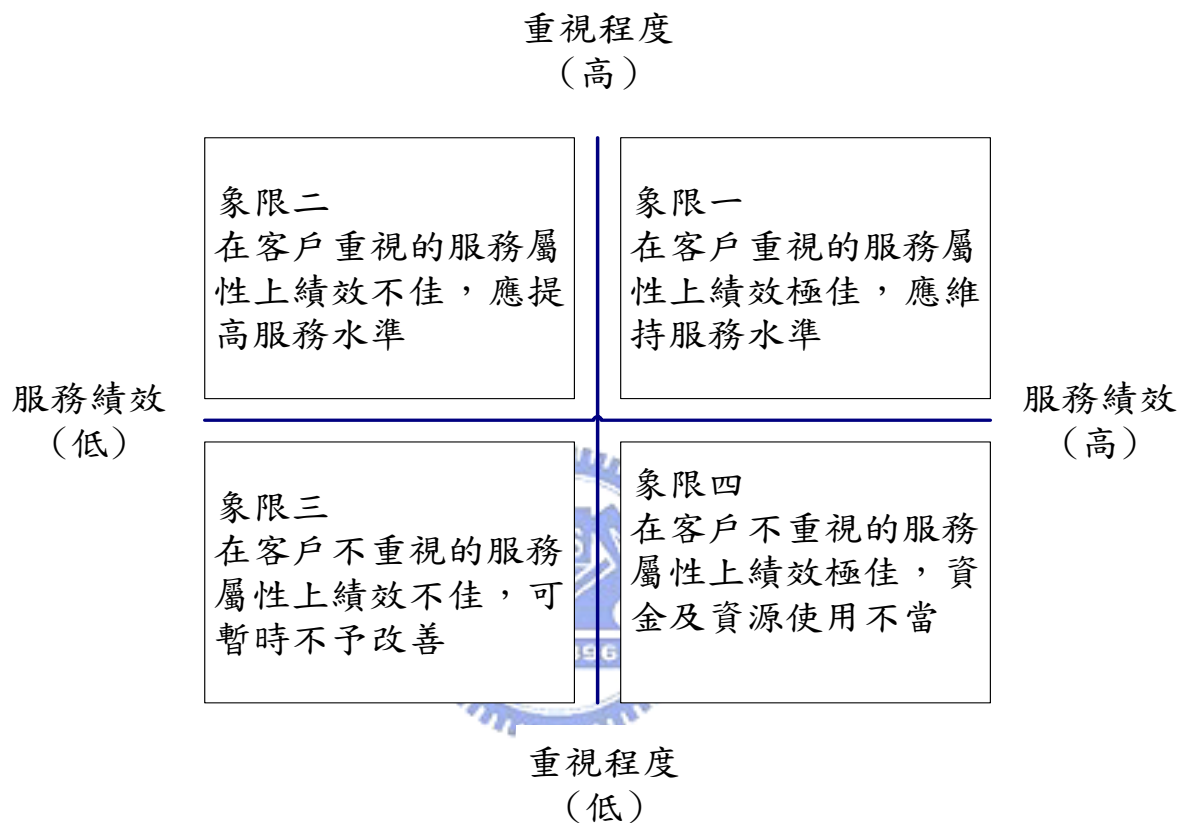 重視程度
（高）
象限二
在客戶重視的服務屬
性上績效不佳，應提
高服務水準
象限一
在客戶重視的服務屬
性上績效極佳，應維
持服務水準
服務績效
（低）
服務績效
（高）
象限三
在客戶不重視的服務
屬性上績效不佳，可
暫時不予改善
象限四
在客戶不重視的服務
屬性上績效極佳，資
金及資源使用不當
重視程度
（低）